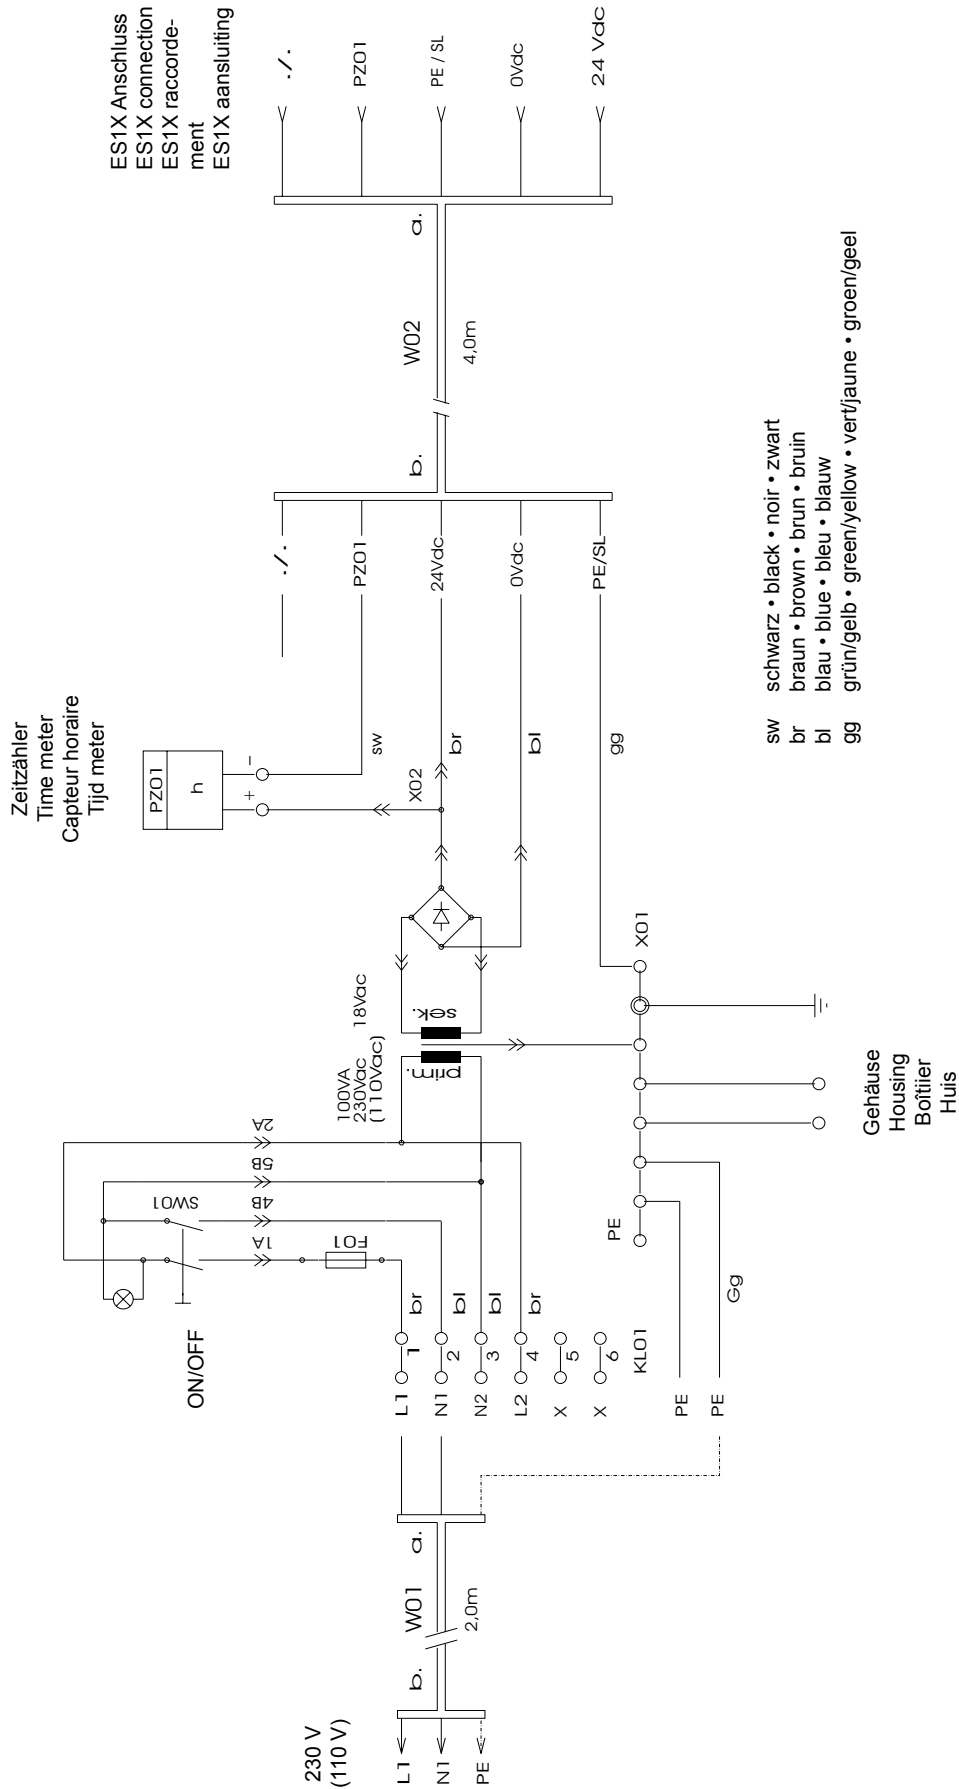 ES1X Anschluss
ES1X connection
ES1X raccorde-
ment
ES1X aansluiting
./.
PZ01
PE / SL
0Vdc
24 Vdc
a.
W02
4,0m
b.
./.
PZ01
24Vdc
0Vdc
PE/SL
Zeitzähler
Time meter
Capteur horaire
Tijd meter
PZ01
h
+
-
sw
X02
br
bl
gg
18Vac
sek.
prim.
100VA
230Vac
(110Vac)
2A
5B
4B
1A
SW01
F01
ON/OFF
br
bl
bl
br
L1 1
N1 2
N2 3
L2 4
X 5
X 6
KL01
PE
PE
Gg
PE
X01
Gehäuse
Housing
Boîtiier
Huis
a.
W01
2,0m
b.
230 V
(110 V)
L1
N1
PE
sw schwarz • black • noir • zwart
br braun • brown • brun • bruin
bl blau • blue • bleu • blauw
gg grün/gelb • green/yellow • vert/jaune • groen/geel